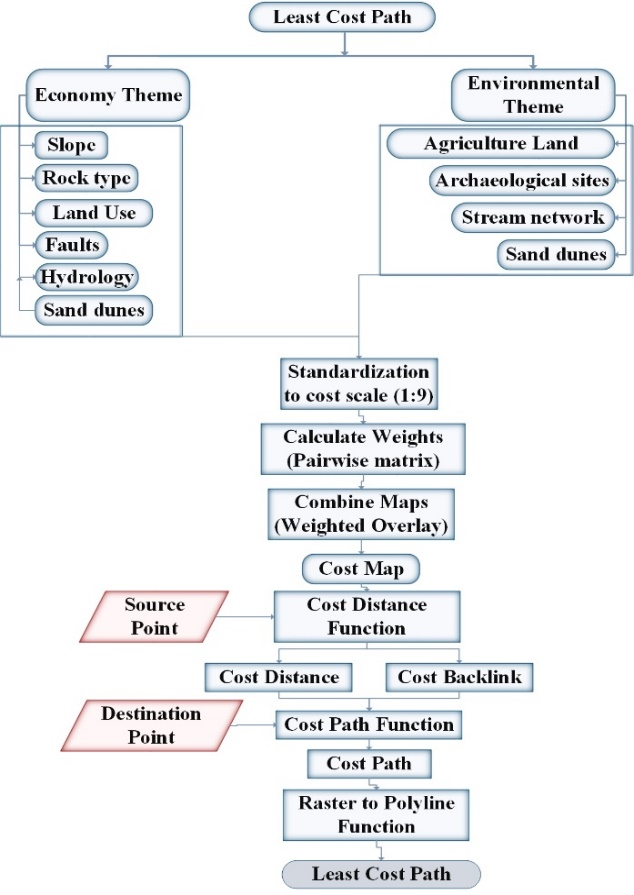 Least Cost Path
Economy Theme
Environmental
Theme
Slope
Rock type
Land Use
Faults
Hydrology
Sand dunes
Agriculture Land
Archaeological sites
Stream network
Sand dunes
Standardization
to cost scale (1:9)
Calculate Weights
(Pairwise matrix)
Combine Maps
(Weighted Overlay)
Cost Map
Source
Point
Cost Distance
Function
Cost Distance
Cost Backlink
Destination
Point
Cost Path Function
Cost Path
Raster to Polyline
Function
Least Cost Path